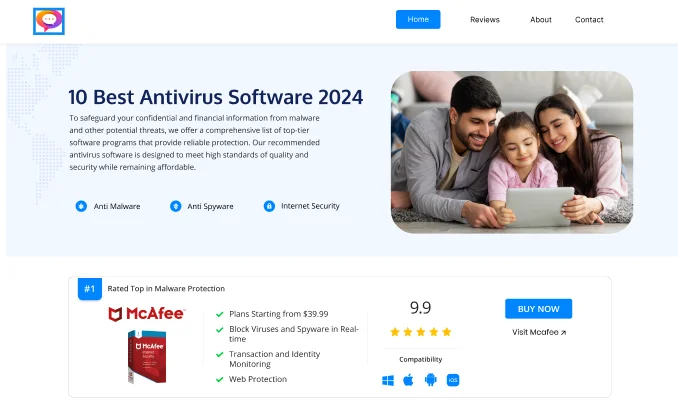 Home
Reviews
About
Contact
10 Best Antivirus Software 2024
To safeguard your confidential and financial information from malware
and other potential threats, we offer a comprehensive list of top-tier
software programs that provide reliable protection. Our recommended
antivirus software is designed to meet high standards of quality and
security while remaining affordable.
Anti Malware
Anti Spyware
Internet Security
#1
Rated Top in Malware Protection
McAfee
McAfee
Plans Starting from $39.99
Block Viruses and Spyware in Real-
time
Transaction and Identity
Monitoring
Web Protection
9.9
Compatibility
iOS
BUY NOW
Visit Mcafee